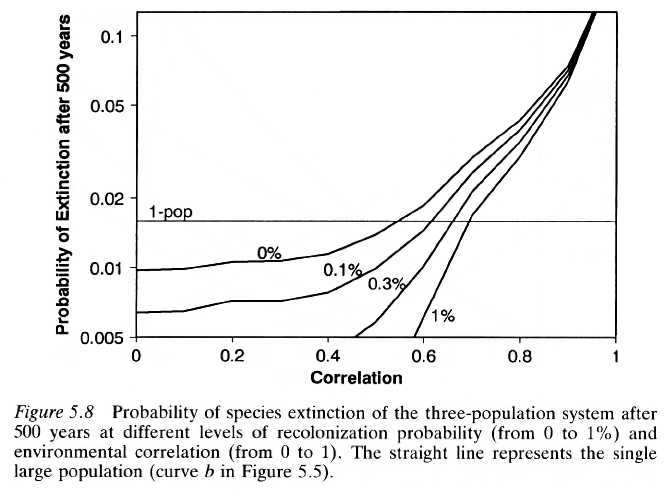 Probability of Extinction after 500 years
0.1
0.05
0.02
0.01
0.005
1-pop
0%
0.1%
0.3%
1%
0
0.2
0.4
0.6
0.8
1
Correlation
Figure 5.8 Probability of species extinction of the three-population system after
500 years at different levels of recolonization probability (from 0 to 1%) and
environmental correlation (from 0 to 1). The straight line represents the single
large population (curve b in Figure 5.5).